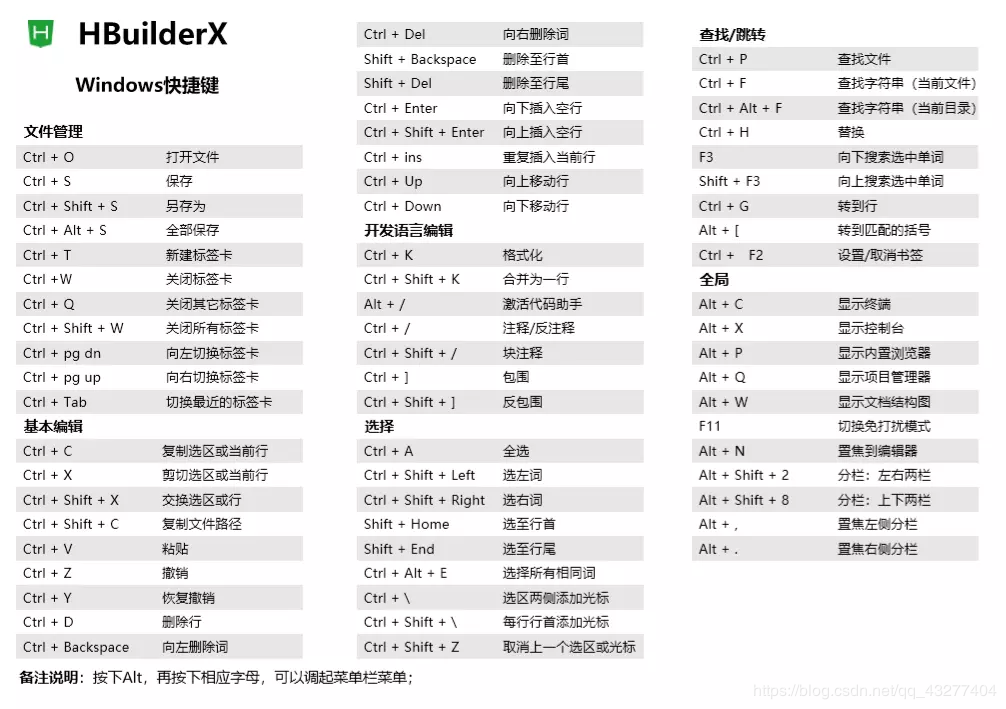 HBuilderX
Windows快捷键
文件管理
Ctrl + O 打开文件
Ctrl + S 保存
Ctrl + Shift + S 另存为
Ctrl + Alt + S 全部保存
Ctrl + T 新建标签卡
Ctrl +W 关闭标签卡
Ctrl + Q 关闭其它标签卡
Ctrl + Shift + W 关闭所有标签卡
Ctrl + pg dn 向左切换标签卡
Ctrl + pg up 向右切换标签卡
Ctrl + Tab 切换最近的标签卡
基本编辑
Ctrl + C 复制选区或当前行
Ctrl + X 剪切选区或当前行
Ctrl + Shift + X 交换选区或行
Ctrl + Shift + C 复制文件路径
Ctrl + V 粘贴
Ctrl + Z 撤销
Ctrl + Y 恢复撤销
Ctrl + D 删除行
Ctrl + Backspace 向左删除词
Ctrl + Del 向右删除词
Shift + Backspace 删除至行首
Shift + Del 删除至行尾
Ctrl + Enter 向下插入空行
Ctrl + Shift + Enter 向上插入空行
Ctrl + ins 重复插入当前行
Ctrl + Up 向上移动行
Ctrl + Down 向下移动行
开发语言编辑
Ctrl + K 格式化
Ctrl + Shift + K 合并为一行
Alt + / 激活代码助手
Ctrl + / 注释/反注释
Ctrl + Shift + / 块注释
Ctrl + ] 包围
Ctrl + Shift + ] 反包围
选择
Ctrl + A 全选
Ctrl + Shift + Left 选左词
Ctrl + Shift + Right 选右词
Shift + Home 选至行首
Shift + End 选至行尾
Ctrl + Alt + E 选择所有相同词
Ctrl + \ 选区两侧添加光标
Ctrl + Shift + \ 每行行首添加光标
Ctrl + Shift + Z 取消上一个选区或光标
查找/跳转
Ctrl + P 查找文件
Ctrl + F 查找字符串（当前文件）
Ctrl + Alt + F 查找字符串（当前目录）
Ctrl + H 替换
F3 向下搜索选中单词
Shift + F3 向上搜索选中单词
Ctrl + G 转到行
Alt + [ 转到匹配的括号
Ctrl + F2 设置/取消书签
全局
Alt + C 显示终端
Alt + X 显示控制台
Alt + P 显示内置浏览器
Alt + Q 显示项目管理器
Alt + W 显示文档结构图
F11 切换免打扰模式
Alt + N 置焦到编辑器
Alt + Shift + 2 分栏：左右两栏
Alt + Shift + 8 分栏：上下两栏
Alt + , 置焦左侧分栏
Alt + . 置焦右侧分栏
备注说明：按下Alt，再按下相应字母，可以调起菜单栏菜单；
https://blog.csdn.net/qq_43277404